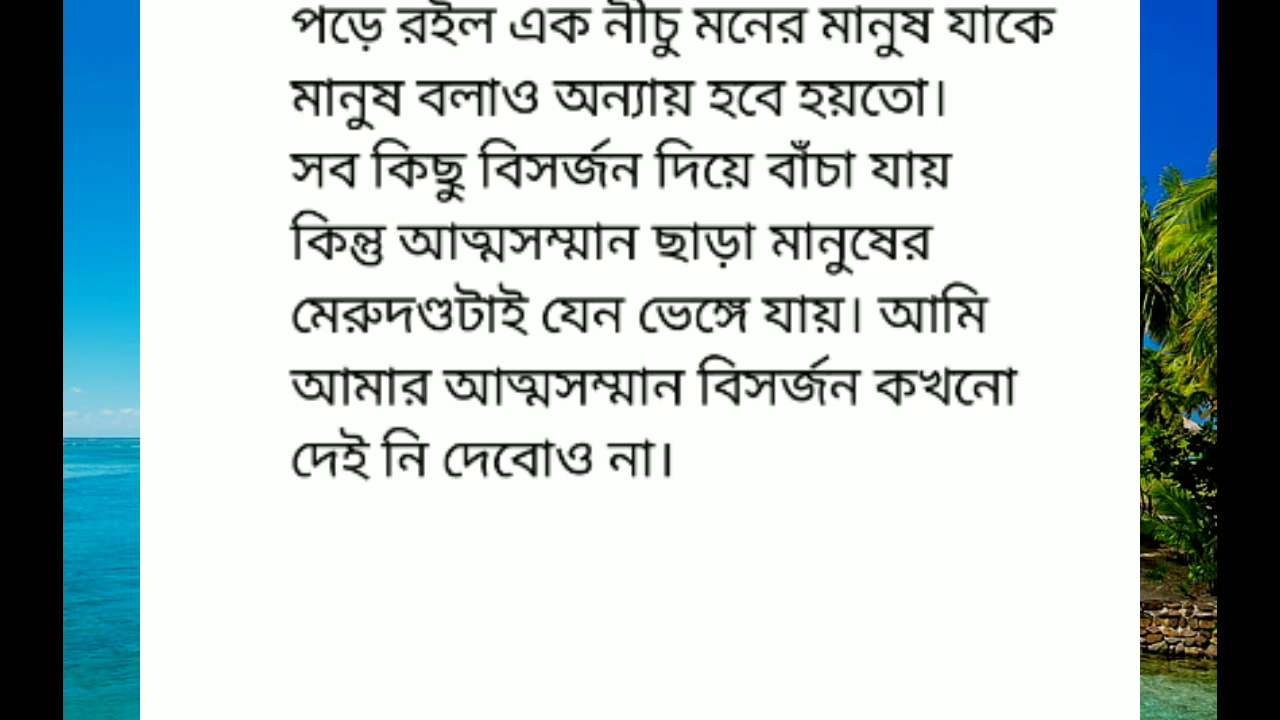 পড়ে রইল এক নীচু মনের মানুষ যাকে
মানুষ বলাও অন্যায় হবে হয়তো।
সব কিছু বিসর্জন দিয়ে বাঁচা যায়
কিন্তু আত্মসম্মান ছাড়া মানুষের
মেরুদণ্ডটাই যেন ভেঙ্গে যায়। আমি
আমার আত্মসম্মান বিসর্জন কখনো
দেই নি দেবোও না।